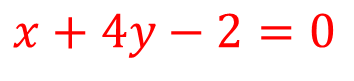 x + 4y − 2 = 0